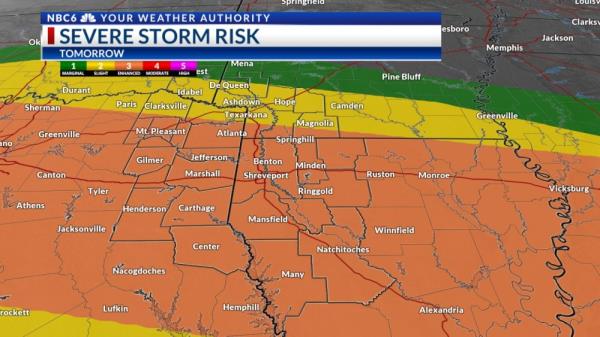 Springfield
NBC6 YOUR WEATHER AUTHORITY
SEVERE STORM RISK
TOMORROW
1 2 3 4 5
MARGINAL SLIGHT ENHANCED MODERATE HIGH
Clarks
Memphis
Jackson
Mena
Pine Bluff
De Queen
Durant
Idabel
Sherman
Paris
Clarksville
Ashdown
Hope
Camden
Texarkana
Greenville
Magnolia
Greenville
Mt. Pleasant
Atlanta
Springhill
Gilmer
Jefferson
Benton
Minden
Canton
Marshall
Shreveport
Ruston
Monroe
Vicksburg
Tyler
Ringgold
Athens
Henderson
Carthage
Mansfield
Jacksonville
Winnfield
Center
Natchitoches
Nacogdoches
Many
Lufkin
Hemphill
Alexandria
rockett